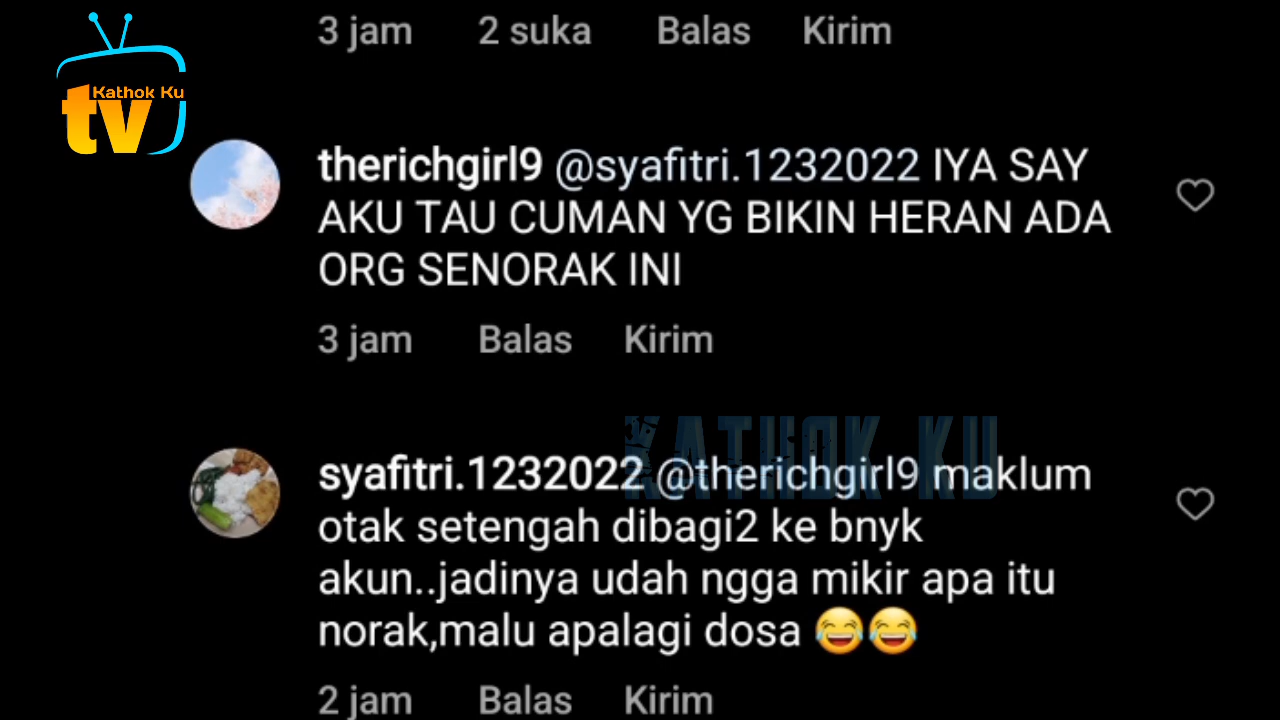 3 jam 2 suka Balas Kirim
Kathok Ku
tv
therichgirl9 @syafitri.1232022 IYA SAY
AKU TAU CUMAN YG BIKIN HERAN ADA
ORG SENORAK INI
3 jam Balas Kirim
KATHOK KU
syafitri.1232022 @therichgirl9 maklum
otak setengah dibagi2 ke bnyk
akun..jadinya udah ngga mikir apa itu
norak,malu apalagi dosa 😂😂
2 jam Balas Kirim